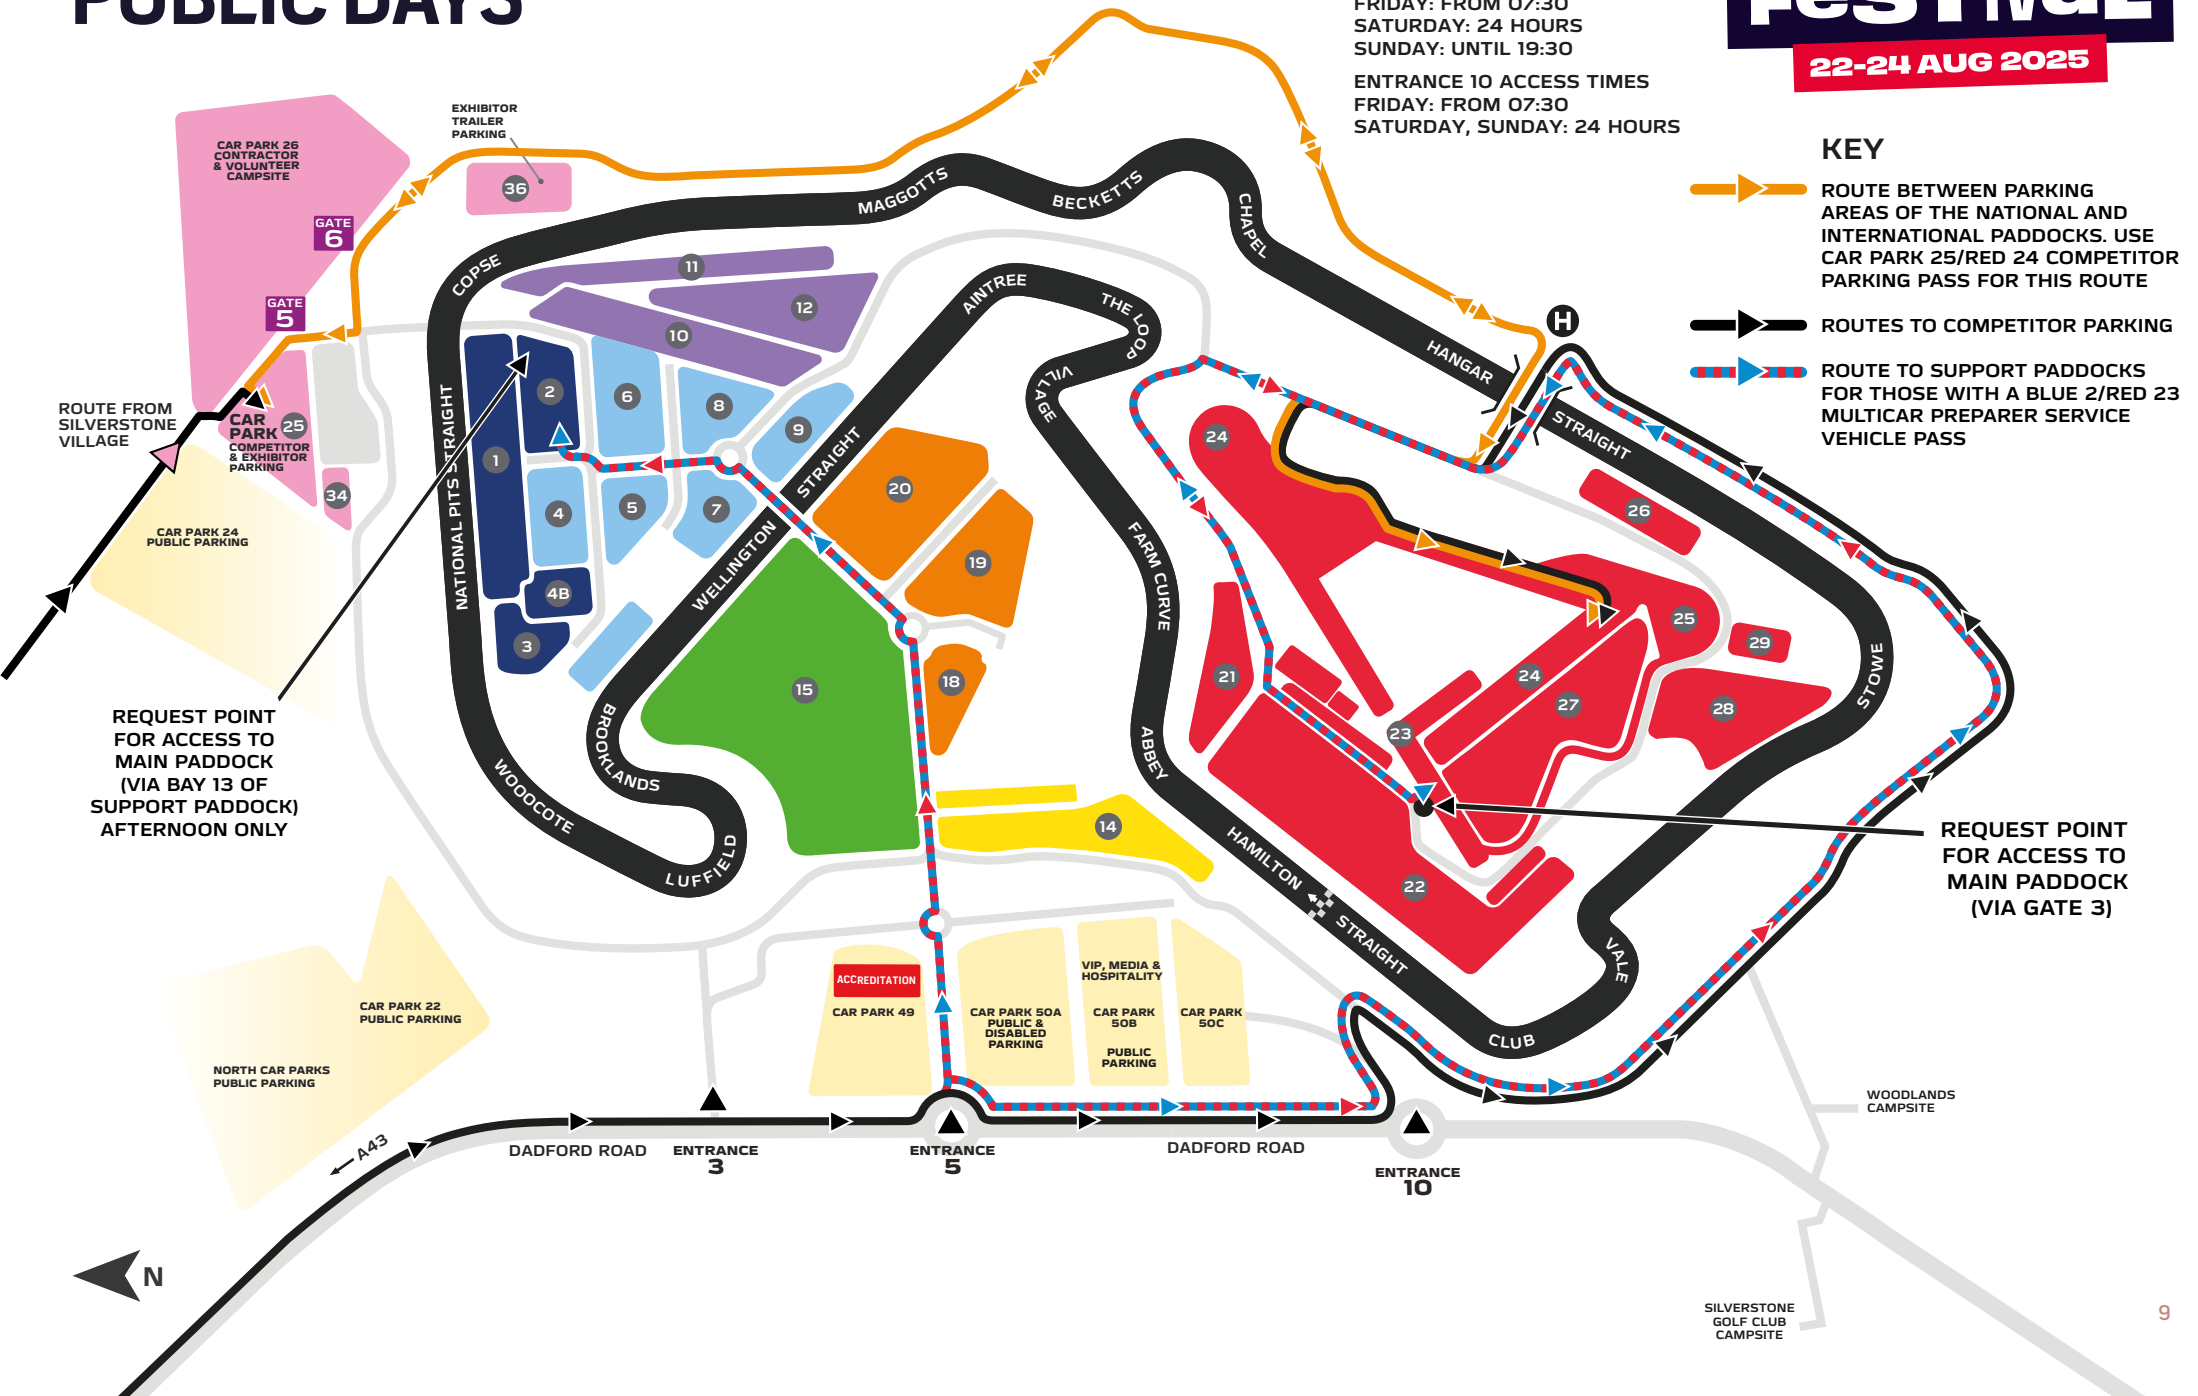 PUBLIC DAYS
FRIDAY: FROM 07:30
SATURDAY: 24 HOURS
SUNDAY: UNTIL 19:30
ENTRANCE 10 ACCESS TIMES
FRIDAY: FROM 07:30
SATURDAY, SUNDAY: 24 HOURS
FESTIVAL
22-24 AUG 2025
KEY
ROUTE BETWEEN PARKING
AREAS OF THE NATIONAL AND
INTERNATIONAL PADDOCKS. USE
CAR PARK 25/RED 24 COMPETITOR
PARKING PASS FOR THIS ROUTE
ROUTES TO COMPETITOR PARKING
ROUTE TO SUPPORT PADDOCKS
FOR THOSE WITH A BLUE 2/RED 23
MULTICAR PREPARER SERVICE
VEHICLE PASS
EXHIBITOR
TRAILER
PARKING
36
CAR PARK 26
CONTRACTOR
& VOLUNTEER
CAMPSITE
GATE
6
GATE
5
ROUTE FROM
SILVERSTONE
VILLAGE
CAR
PARK
25
COMPETITOR
& EXHIBITOR
PARKING
34
CAR PARK 24
PUBLIC PARKING
REQUEST POINT
FOR ACCESS TO
MAIN PADDOCK
(VIA BAY 13 OF
SUPPORT PADDOCK)
AFTERNOON ONLY
COPSE
MAGGOTTS
BECKETTS
CHAPEL
HANGAR
STRAIGHT
H
STOWE
VALE
CLUB
HAMILTON
STRAIGHT
ABBEY
FARM CURVE
VILLAGE
THE LOOP
AINTREE
WELLINGTON
STRAIGHT
BROOKLANDS
LUFFIELD
WOODCOTE
NATIONAL PITS STRAIGHT
11
12
10
1
2
6
8
9
4
5
7
4B
3
20
19
18
15
14
24
26
25
29
21
24
27
28
23
22
REQUEST POINT
FOR ACCESS TO
MAIN PADDOCK
(VIA GATE 3)
CAR PARK 22
PUBLIC PARKING
NORTH CAR PARKS
PUBLIC PARKING
ACCREDITATION
CAR PARK 49
CAR PARK 50A
PUBLIC &
DISABLED
PARKING
VIP, MEDIA &
HOSPITALITY
CAR PARK
50B
PUBLIC
PARKING
CAR PARK
50C
A43
DADFORD ROAD
ENTRANCE
3
ENTRANCE
5
DADFORD ROAD
ENTRANCE
10
WOODLANDS
CAMPSITE
SILVERSTONE
GOLF CLUB
CAMPSITE
N
9